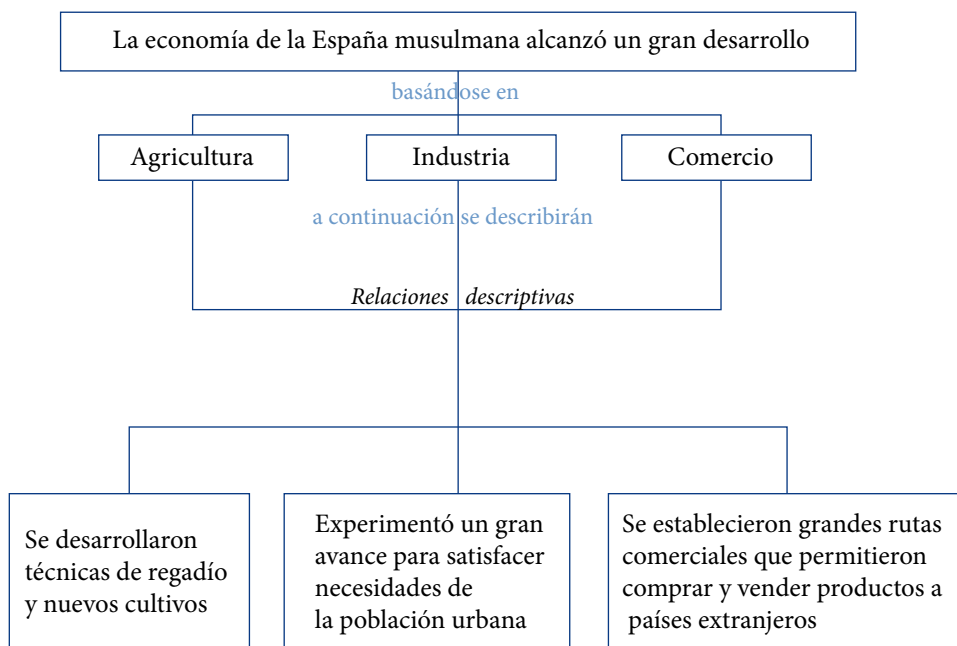 La economía de la España musulmana alcanzó un gran desarrollo
basándose en
Agricultura
Industria
Comercio
a continuación se describirán
Relaciones descriptivas
Se desarrollaron
técnicas de regadío
y nuevos cultivos
Experimentó un gran
avance para satisfacer
necesidades de
la población urbana
Se establecieron grandes rutas
comerciales que permitieron
comprar y vender productos a
países extranjeros